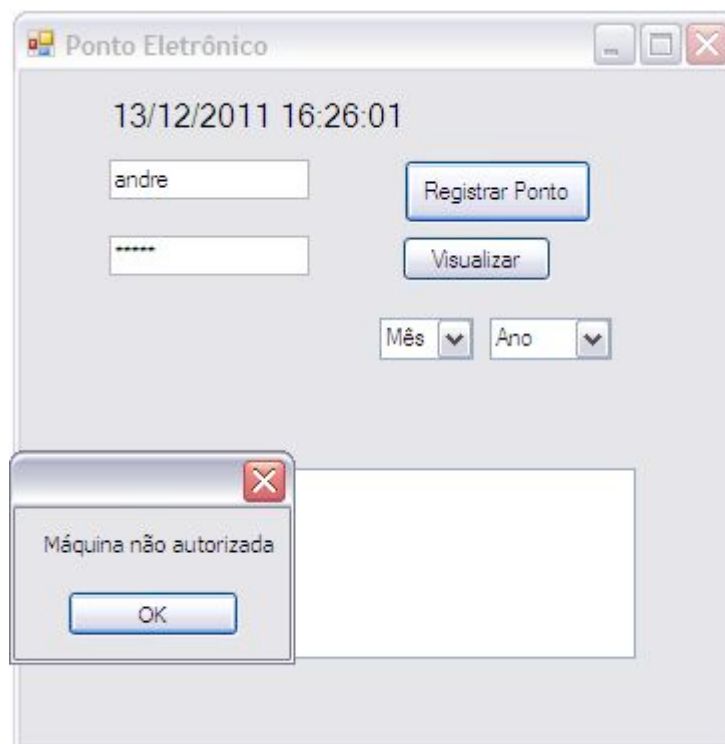 Ponto Eletrônico
13/12/2011 16:26:01
andre
Registrar Ponto
*****
Visualizar
Mês
Ano
Máquina não autorizada
OK